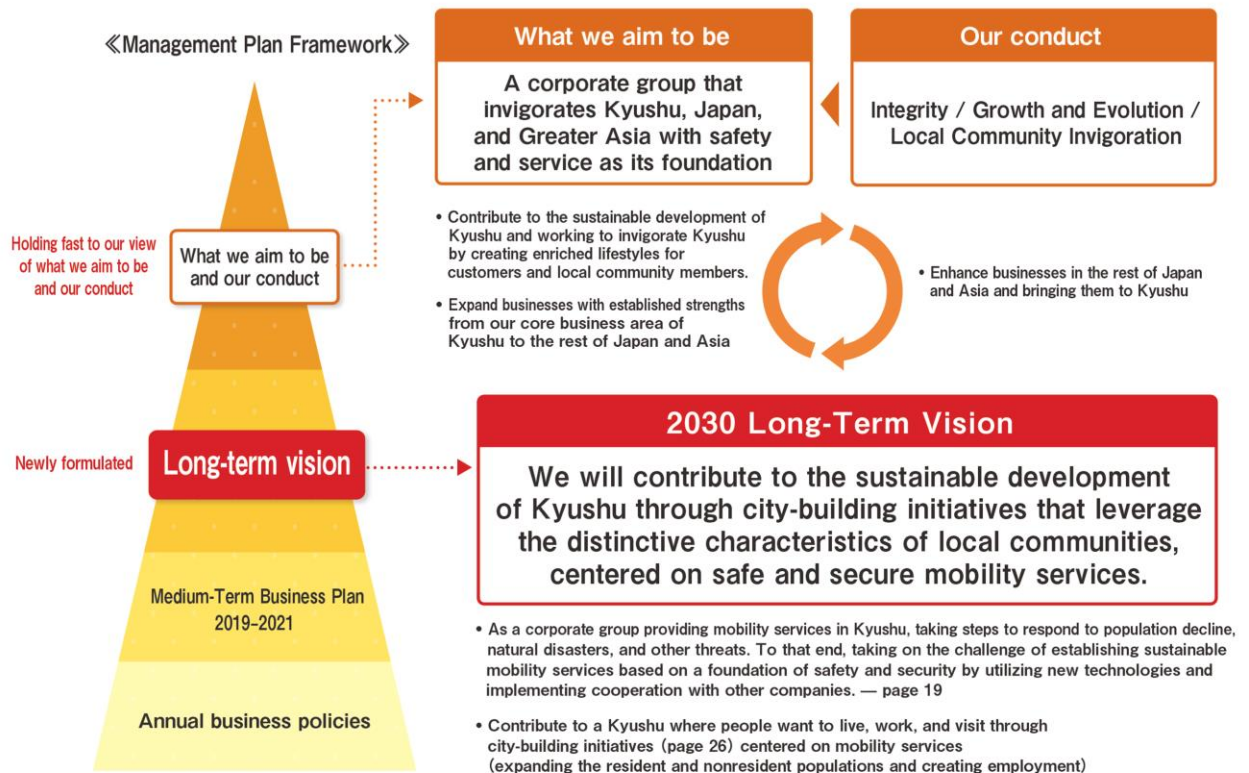 ≪Management Plan Framework≫
What we aim to be
A corporate group that
invigorates Kyushu, Japan,
and Greater Asia with safety
and service as its foundation
Our conduct
Integrity / Growth and Evolution /
Local Community Invigoration
Holding fast to our view
of what we aim to be
and our conduct
What we aim to be
and our conduct
• Contribute to the sustainable development of
Kyushu and working to invigorate Kyushu
by creating enriched lifestyles for
customers and local community members.
• Expand businesses with established strengths
from our core business area of
Kyushu to the rest of Japan and Asia
• Enhance businesses in the rest of Japan
and Asia and bringing them to Kyushu
Newly formulated
Long-term vision
2030 Long-Term Vision
We will contribute to the sustainable development
of Kyushu through city-building initiatives that leverage
the distinctive characteristics of local communities,
centered on safe and secure mobility services.
Medium-Term Business Plan
2019–2021
Annual business policies
• As a corporate group providing mobility services in Kyushu, taking steps to respond to population decline,
natural disasters, and other threats. To that end, taking on the challenge of establishing sustainable
mobility services based on a foundation of safety and security by utilizing new technologies and
implementing cooperation with other companies. — page 19
• Contribute to a Kyushu where people want to live, work, and visit through
city-building initiatives (page 26) centered on mobility services
(expanding the resident and nonresident populations and creating employment)